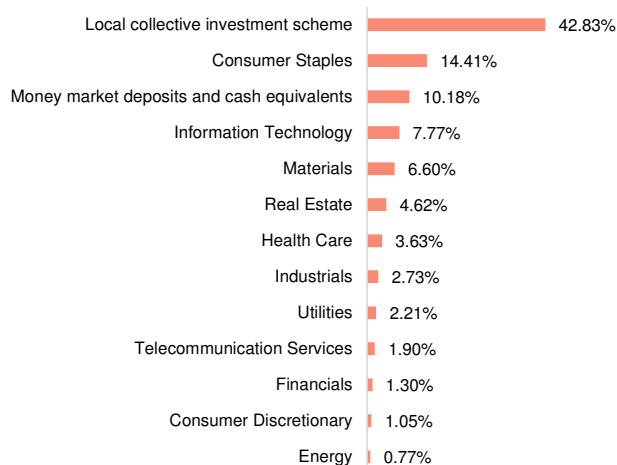 Local collective investment scheme 42.83%
Consumer Staples 14.41%
Money market deposits and cash equivalents 10.18%
Information Technology 7.77%
Materials 6.60%
Real Estate 4.62%
Health Care 3.63%
Industrials 2.73%
Utilities 2.21%
Telecommunication Services 1.90%
Financials 1.30%
Consumer Discretionary 1.05%
Energy 0.77%